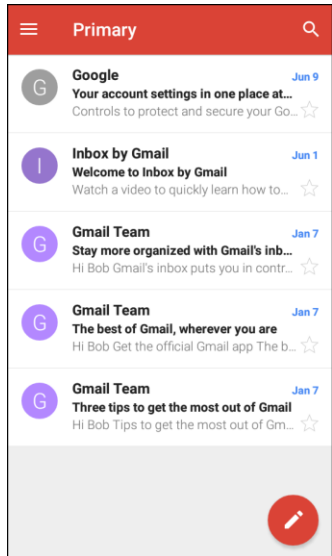 Primary
G
Google
Jun 9
Your account settings in one place at...
Controls to protect and secure your Go...
I
Inbox by Gmail
Jun 1
Welcome to Inbox by Gmail
Watch a video to quickly learn how to...
G
Gmail Team
Jan 7
Stay more organized with Gmail's inb...
Hi Bob Gmail's inbox puts you in contr...
G
Gmail Team
Jan 7
The best of Gmail, wherever you are
Hi Bob Get the official Gmail app The b...
G
Gmail Team
Jan 7
Three tips to get the most out of Gmail
Hi Bob Tips to get the most out of Gm...